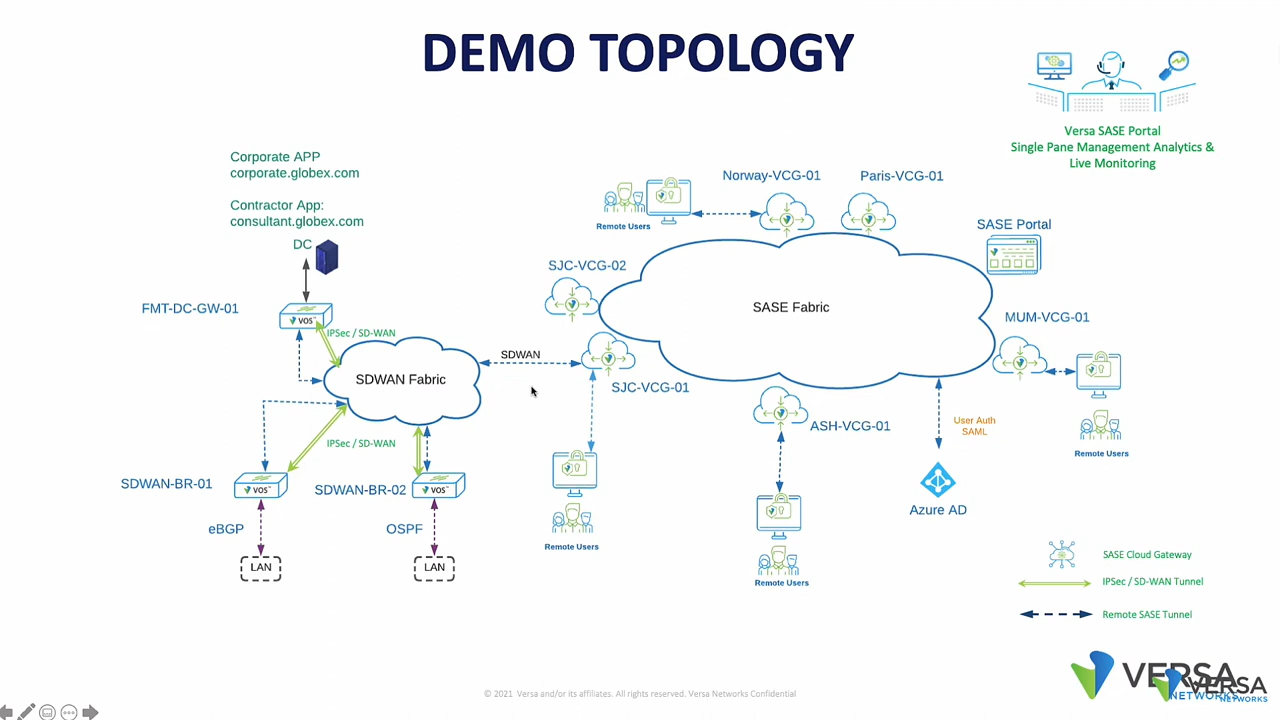 DEMO TOPOLOGY
Versa SASE Portal
Single Pane Management Analytics &
Live Monitoring
Corporate APP
corporate.globex.com
Contractor App:
consultant.globex.com
DC
FMT-DC-GW-01
VOS™
IPSec / SD-WAN
SDWAN Fabric
IPSec / SD-WAN
SDWAN-BR-01
VOS™
SDWAN-BR-02
VOS™
eBGP
OSPF
LAN
LAN
SDWAN
Norway-VCG-01
Paris-VCG-01
Remote Users
SASE Portal
SJC-VCG-02
SASE Fabric
MUM-VCG-01
SJC-VCG-01
ASH-VCG-01
User Auth
SAML
Remote Users
Azure AD
Remote Users
Remote Users
SASE Cloud Gateway
IPSec / SD-WAN Tunnel
Remote SASE Tunnel
© 2021 Versa and/or its affiliates. All rights reserved. Versa Networks Confidential
VERSA
NETWORKS
VERSA
NETWORKS